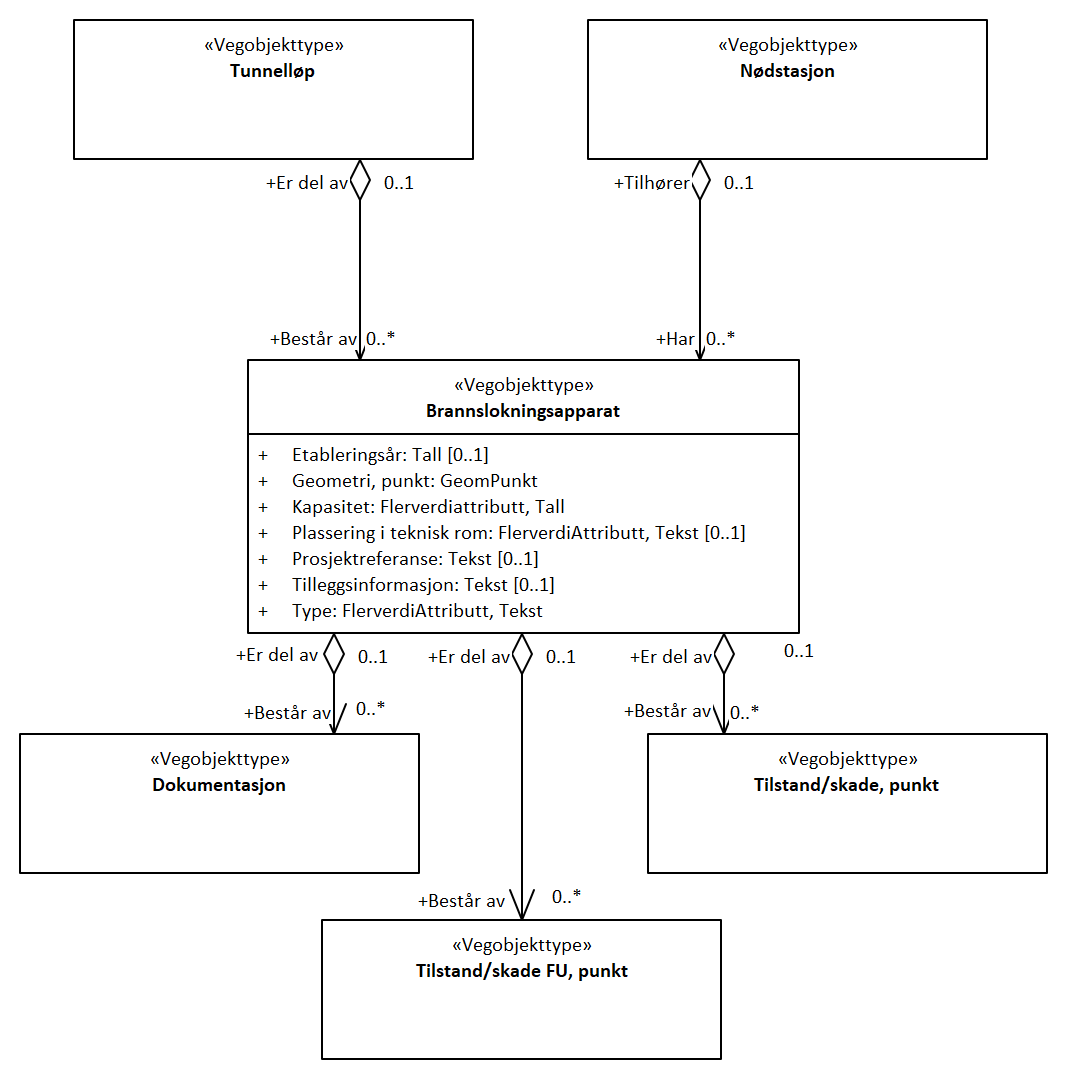 «Vegobjekttype»
Tunnelløp
«Vegobjekttype»
Nødstasjon
+Er del av 0..1
+Tilhører 0..1
+Består av 0..*
+Har 0..*
«Vegobjekttype»
Brannslokningsapparat
+ Etableringsår: Tall [0..1]
+ Geometri, punkt: GeomPunkt
+ Kapasitet: Flerverdiattributt, Tall
+ Plassering i teknisk rom: FlerverdiAttributt, Tekst [0..1]
+ Prosjektreferanse: Tekst [0..1]
+ Tilleggsinformasjon: Tekst [0..1]
+ Type: FlerverdiAttributt, Tekst
+Er del av 0..1
+Er del av 0..1
+Er del av 0..1
+Består av 0..*
+Består av 0..*
«Vegobjekttype»
Dokumentasjon
«Vegobjekttype»
Tilstand/skade, punkt
+Består av 0..*
«Vegobjekttype»
Tilstand/skade FU, punkt